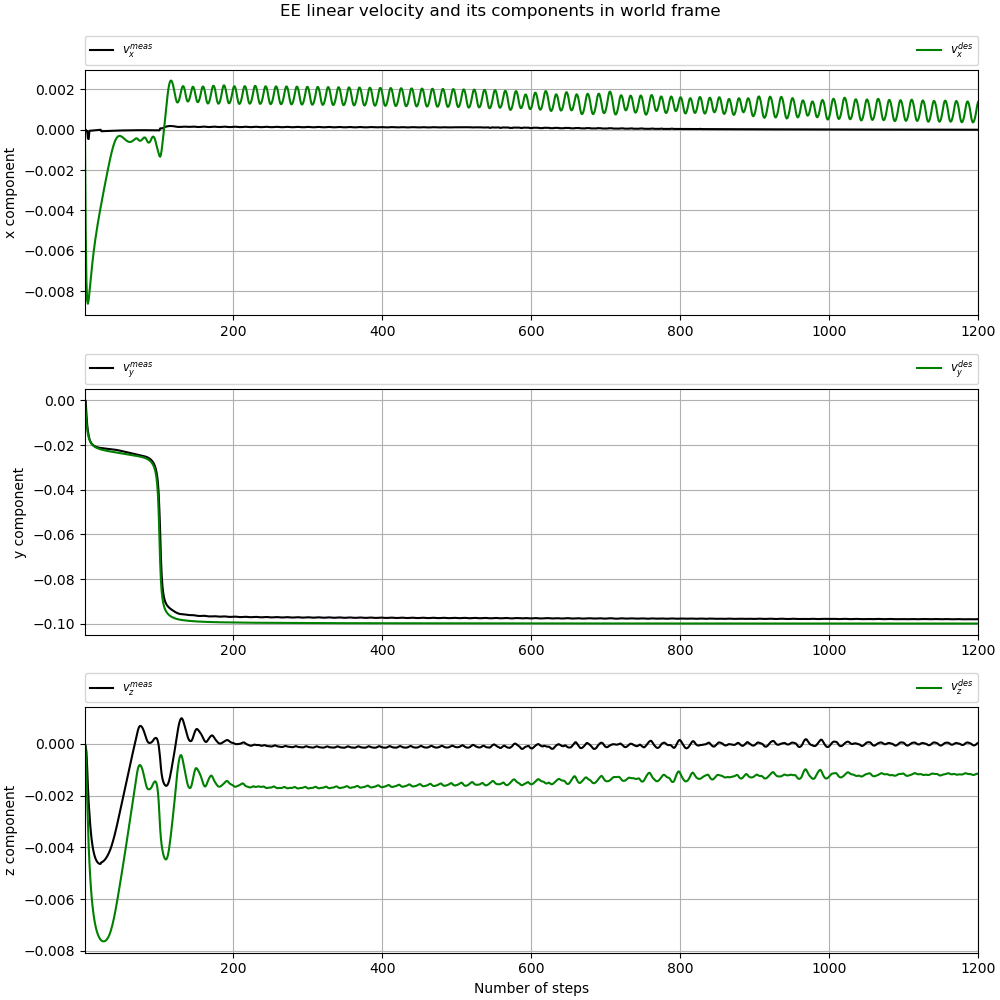 EE linear velocity and its components in world frame
v_x^meas v_x^des
0.002
0.000
−0.002
−0.004
−0.006
−0.008
x component
200 400 600 800 1000 1200
v_y^meas v_y^des
0.00
−0.02
−0.04
−0.06
−0.08
−0.10
y component
200 400 600 800 1000 1200
v_z^meas v_z^des
0.000
−0.002
−0.004
−0.006
−0.008
z component
200 400 600 800 1000 1200
Number of steps